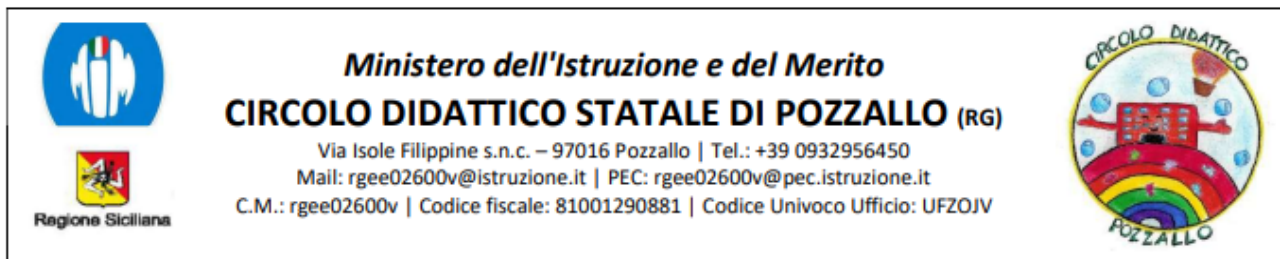 Ministero dell'Istruzione e del Merito
CIRCOLO DIDATTICO STATALE DI POZZALLO (RG)
Via Isole Filippine s.n.c. – 97016 Pozzallo | Tel.: +39 0932956450
Mail: rgee02600v@istruzione.it | PEC: rgee02600v@pec.istruzione.it
C.M.: rgee02600v | Codice fiscale: 81001290881 | Codice Univoco Ufficio: UFZOJV
Regione Siciliana
CIRCOLO DIDATTICO
POZZALLO